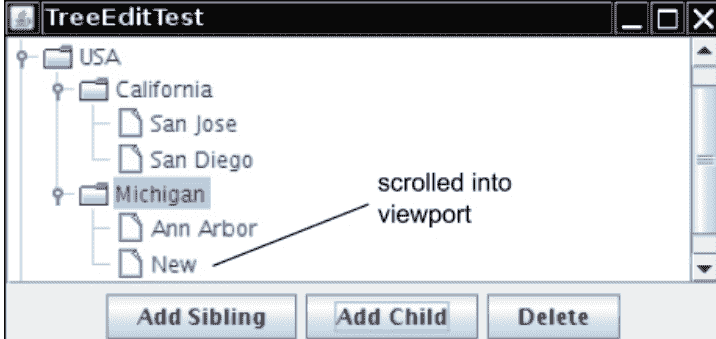 TreeEditTest
USA
California
San Jose
San Diego
Michigan
Ann Arbor
New
scrolled into
viewport
Add Sibling
Add Child
Delete